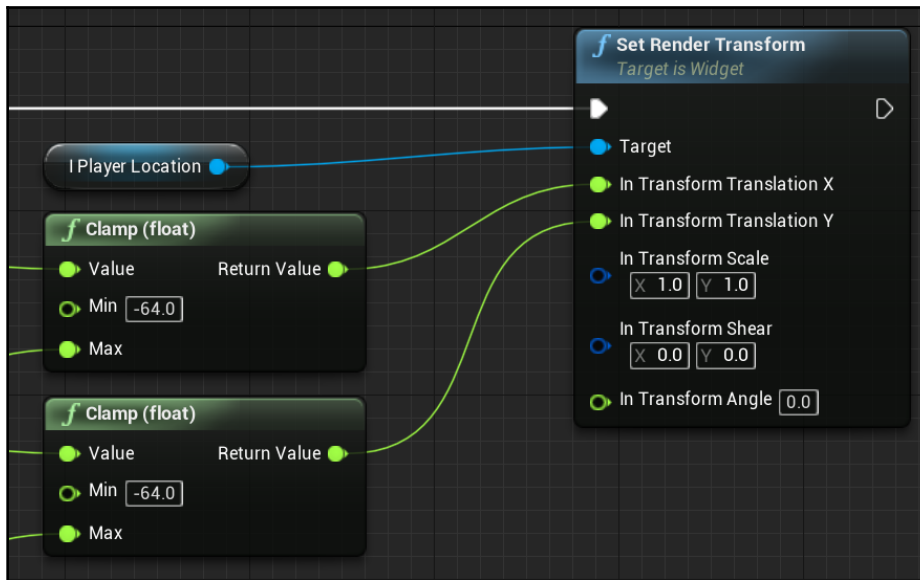 f Set Render Transform
Target is Widget
I Player Location
Target
In Transform Translation X
In Transform Translation Y
In Transform Scale
X 1.0 Y 1.0
In Transform Shear
X 0.0 Y 0.0
In Transform Angle 0.0
f Clamp (float)
Value Return Value
Min -64.0
Max
f Clamp (float)
Value Return Value
Min -64.0
Max